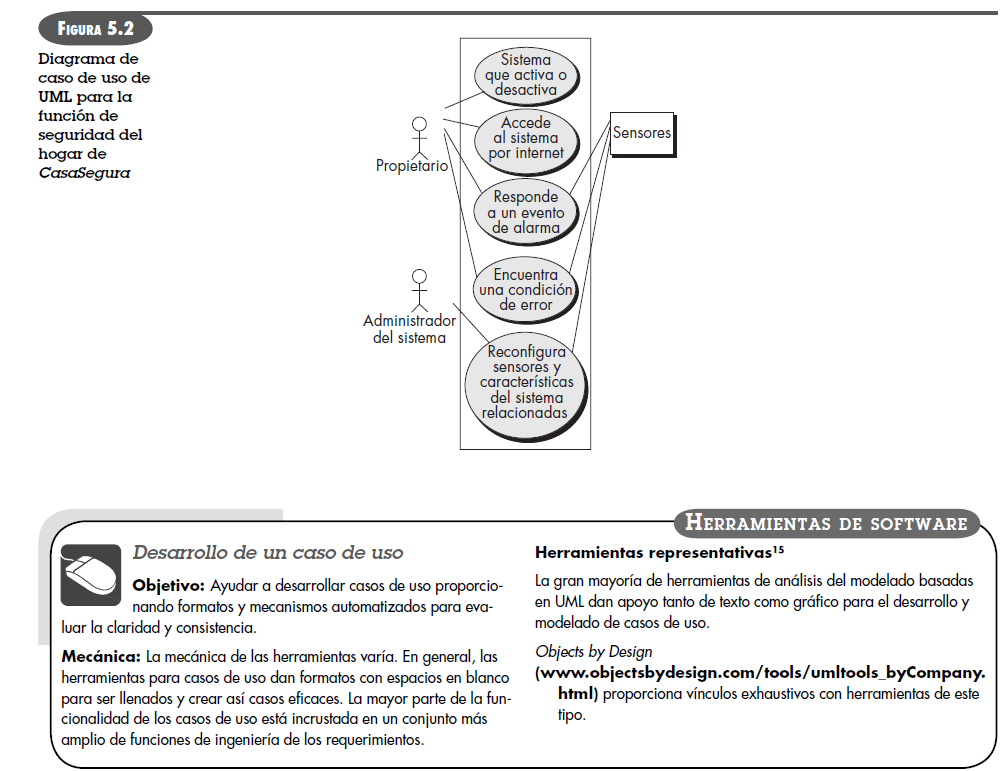 FIGURA 5.2
Diagrama de
caso de uso de
UML para la
función de
seguridad del
hogar de
CasaSegura
Sistema
que activa o
desactiva
Accede
al sistema
por internet
Sensores
Propietario
Responde
a un evento
de alarma
Encuentra
una condición
de error
Administrador
del sistema
Reconfigura
sensores y
características
del sistema
relacionadas
HERRAMIENTAS DE SOFTWARE
Desarrollo de un caso de uso
Objetivo: Ayudar a desarrollar casos de uso proporcio-
nando formatos y mecanismos automatizados para eva-
luar la claridad y consistencia.
Mecánica: La mecánica de las herramientas varía. En general, las
herramientas para casos de uso dan formatos con espacios en blanco
para ser llenados y crear así casos eficaces. La mayor parte de la fun-
cionalidad de los casos de uso está incrustada en un conjunto más
amplio de funciones de ingeniería de los requerimientos.
Herramientas representativas15
La gran mayoría de herramientas de análisis del modelado basadas
en UML dan apoyo tanto de texto como gráfico para el desarrollo y
modelado de casos de uso.
Objects by Design
(www.objectsbydesign.com/tools/umltools_byCompany.
html) proporciona vínculos exhaustivos con herramientas de este
tipo.